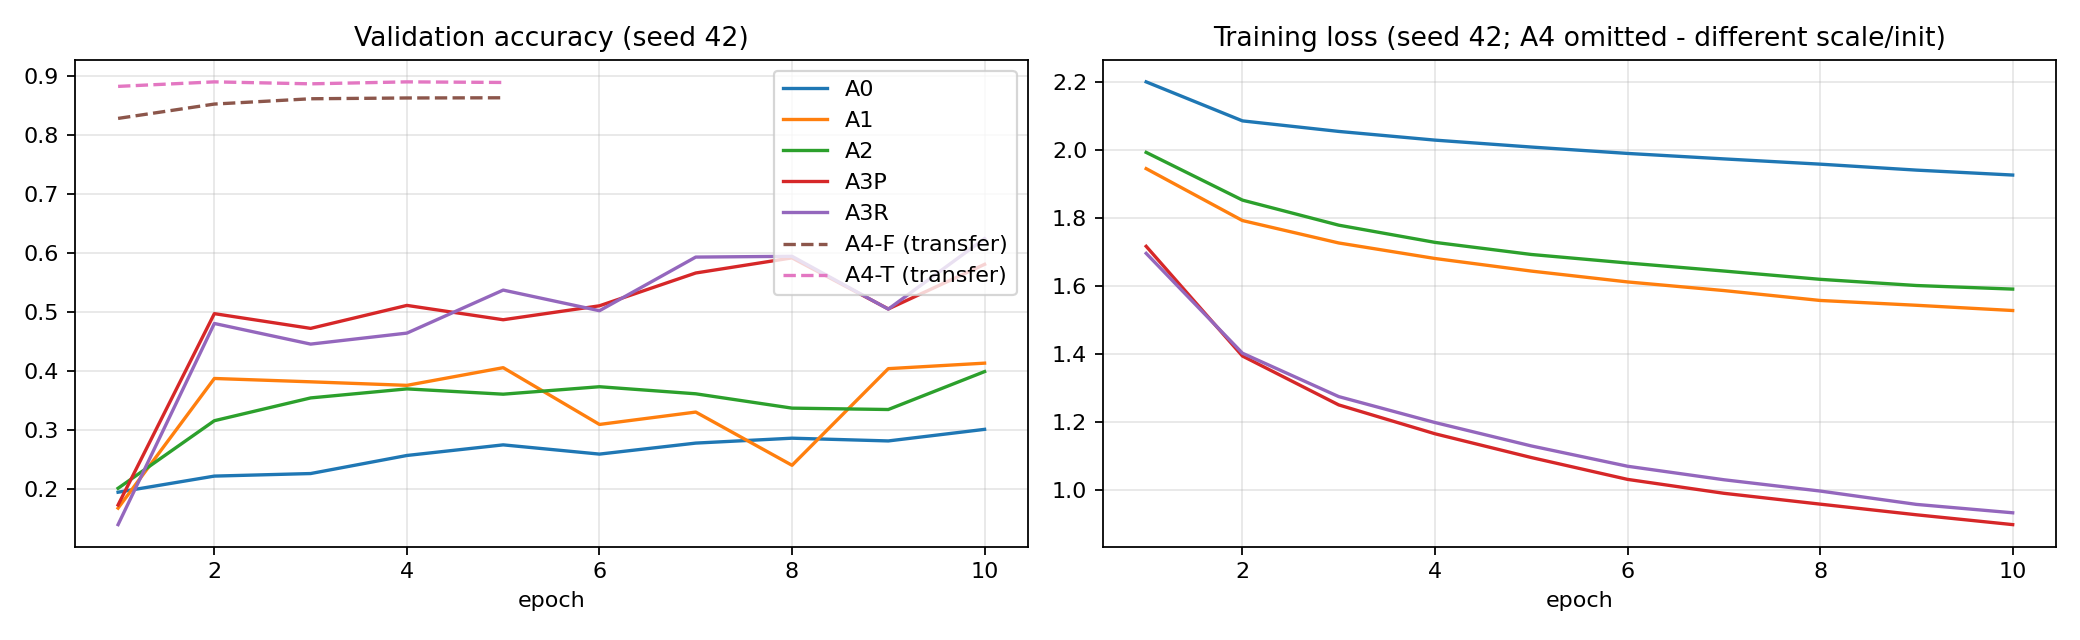 Validation accuracy (seed 42)
0.9
0.8
0.7
0.6
0.5
0.4
0.3
0.2
A0
A1
A2
A3P
A3R
A4-F (transfer)
A4-T (transfer)
2
4
6
8
10
epoch
Training loss (seed 42; A4 omitted - different scale/init)
2.2
2.0
1.8
1.6
1.4
1.2
1.0
2
4
6
8
10
epoch